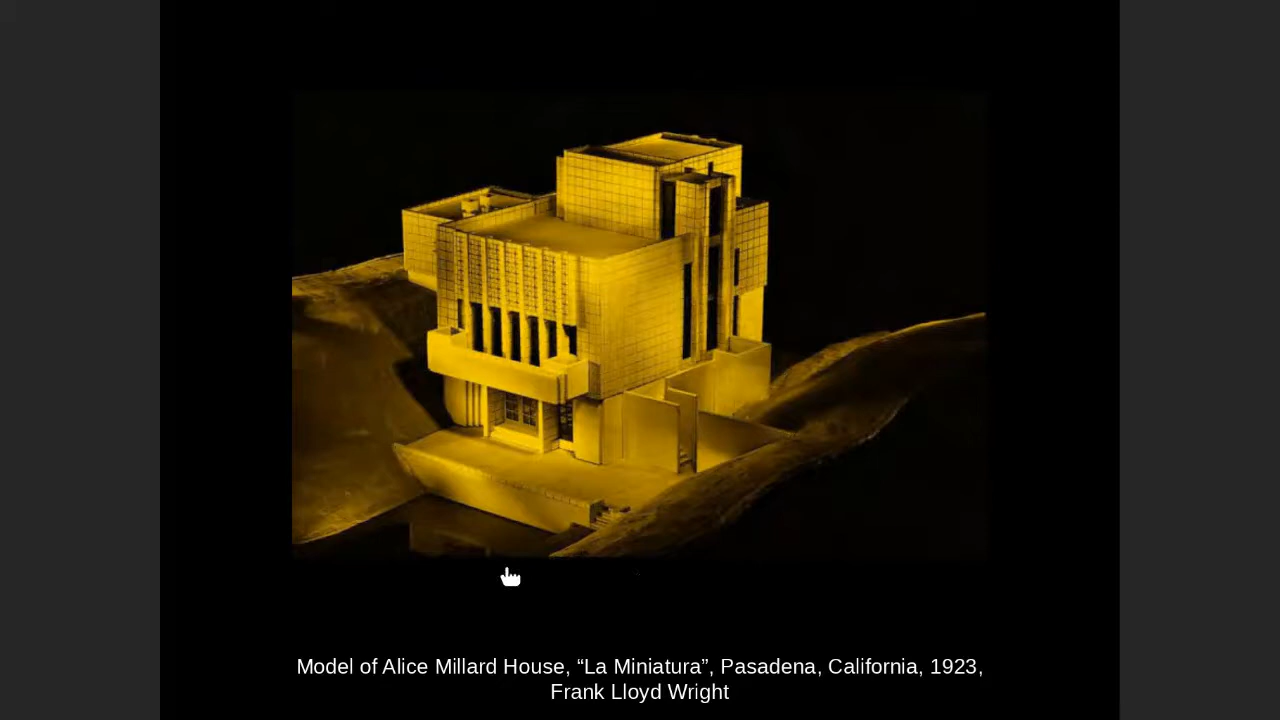 Model of Alice Millard House, “La Miniatura”, Pasadena, California, 1923,
Frank Lloyd Wright